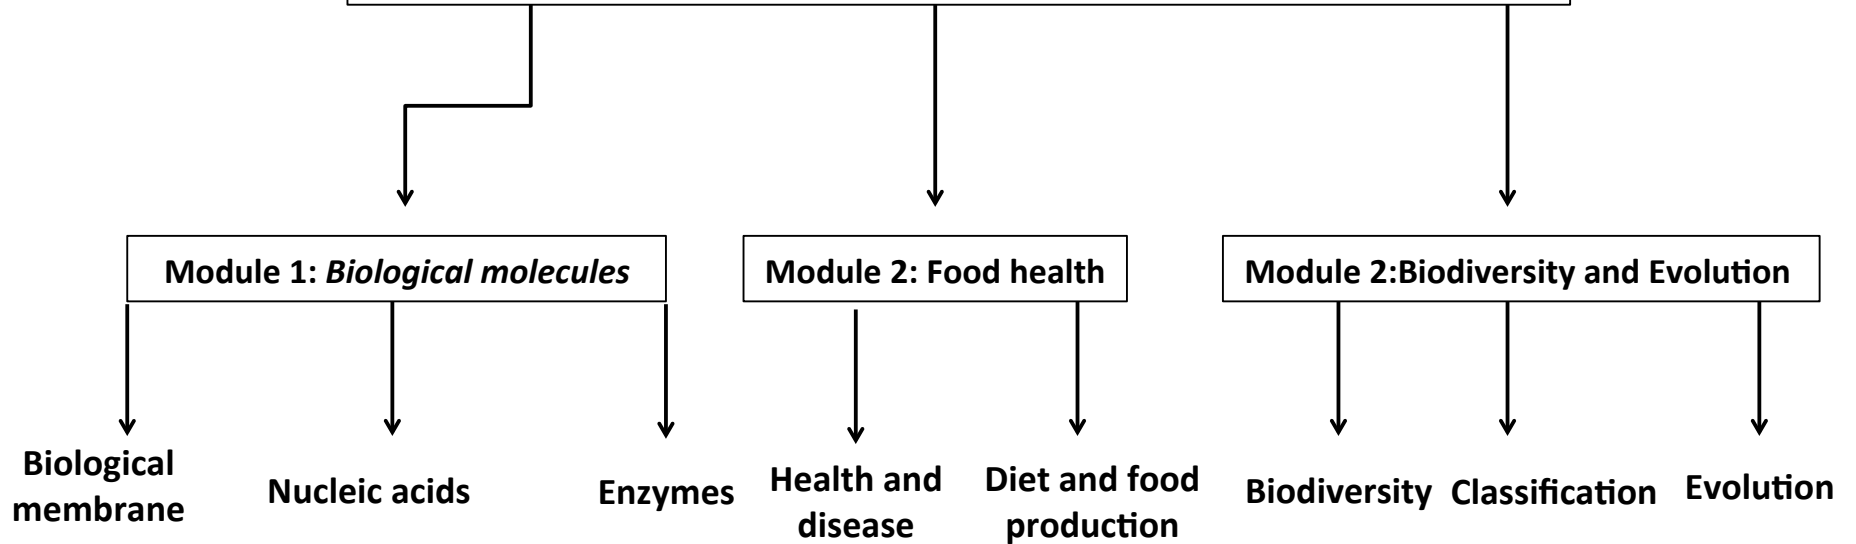 Module 1: Biological molecules
Module 2: Food health
Module 2:Biodiversity and Evolution
Biological
membrane
Nucleic acids
Enzymes
Health and
disease
Diet and food
production
Biodiversity
Classification
Evolution